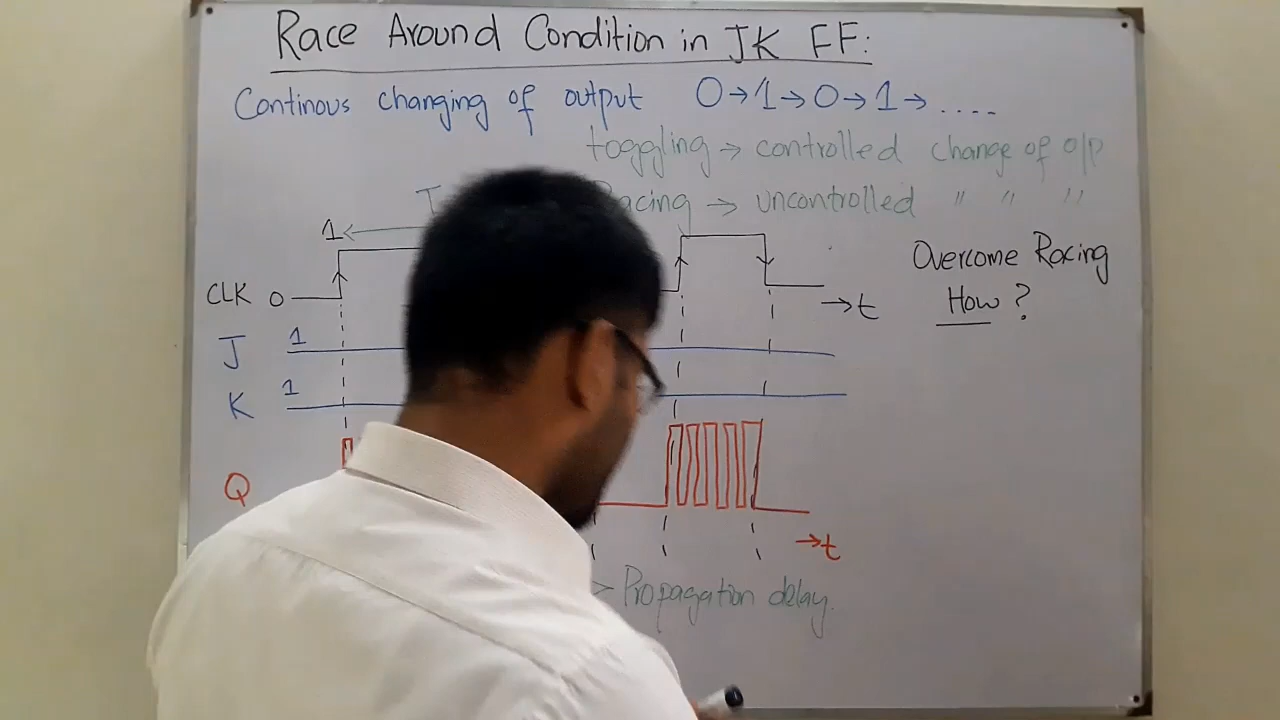 Race Around Condition in JK FF:
Continous changing of output 0→1→0→1→....
toggling → controlled change of o/p
→ uncontrolled " " "
1
Overcome Racing
How?
CLK 0
→t
J 1
K 1
Q
→t
> Propagation delay.